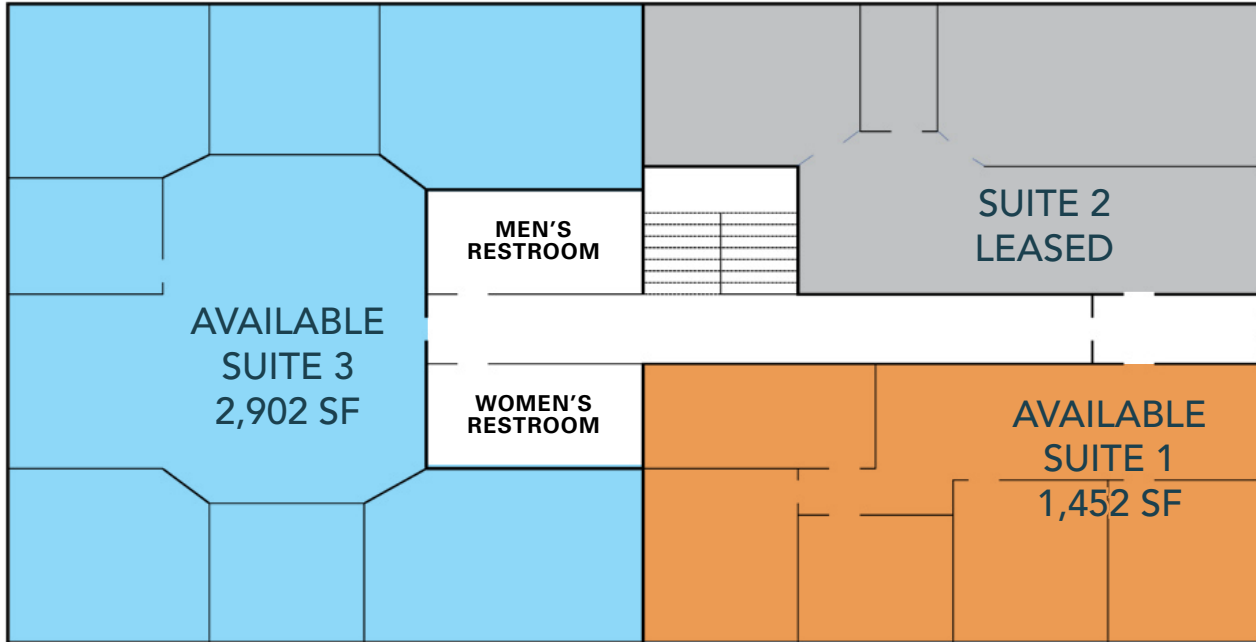 MEN'S
RESTROOM
SUITE 2
LEASED
AVAILABLE
SUITE 3
2,902 SF
WOMEN'S
RESTROOM
AVAILABLE
SUITE 1
1,452 SF